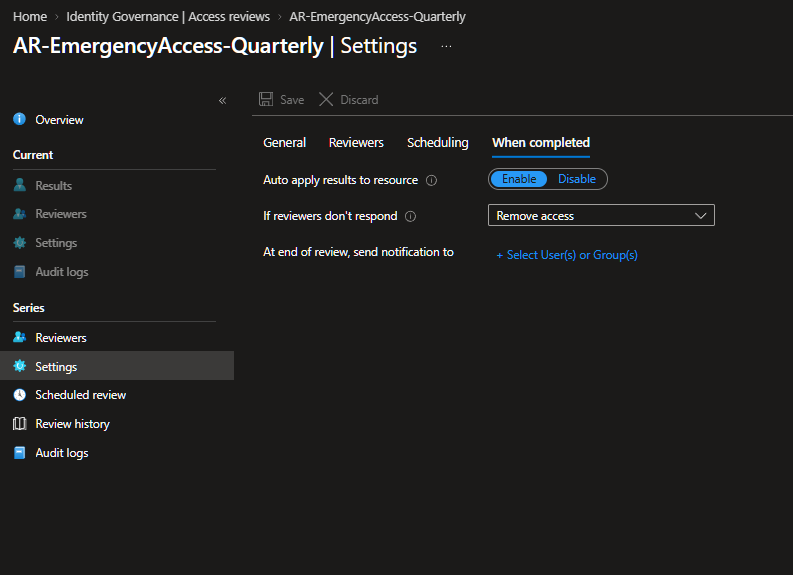 Home > Identity Governance | Access reviews > AR-EmergencyAccess-Quarterly
AR-EmergencyAccess-Quarterly | Settings ...
«
Save Discard
Overview
Current
Results
Reviewers
Settings
Audit logs
Series
Reviewers
Settings
Scheduled review
Review history
Audit logs
General Reviewers Scheduling When completed
Auto apply results to resource Enable Disable
If reviewers don't respond Remove access
At end of review, send notification to + Select User(s) or Group(s)